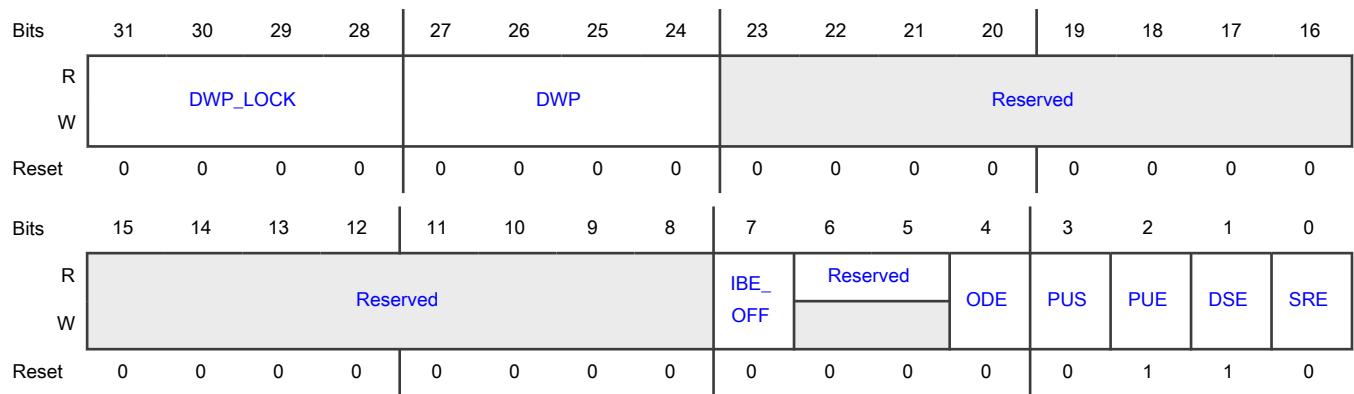 Bits 31 30 29 28 27 26 25 24 23 22 21 20 19 18 17 16
R
DWP_LOCK DWP Reserved
W
Reset 0 0 0 0 0 0 0 0 0 0 0 0 0 0 0 0
Bits 15 14 13 12 11 10 9 8 7 6 5 4 3 2 1 0
R Reserved
Reserved IBE_ ODE PUS PUE DSE SRE
OFF
W
Reset 0 0 0 0 0 0 0 0 0 0 0 0 0 1 1 0